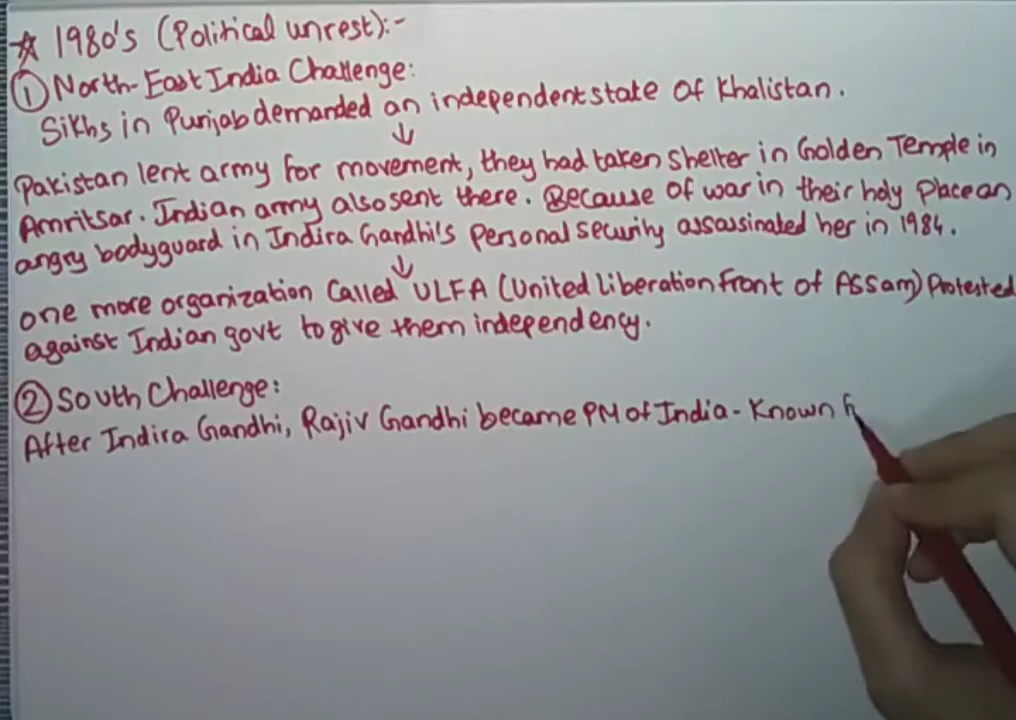 ☆ 1980's (Political unrest):-
① North-East India Challenge:
Sikhs in Punjab demanded an independent state of Khalistan.
↓
Pakistan lent army for movement, they had taken shelter in Golden Temple in
Amritsar. Indian army also sent there. Because of war in their holy place an
angry bodyguard in Indira Gandhi's personal security assassinated her in 1984.
↓
one more organization called ULFA (United liberation front of Assam) Protested
against Indian govt to give them independency.
② South Challenge:
After Indira Gandhi, Rajiv Gandhi became PM of India - Known